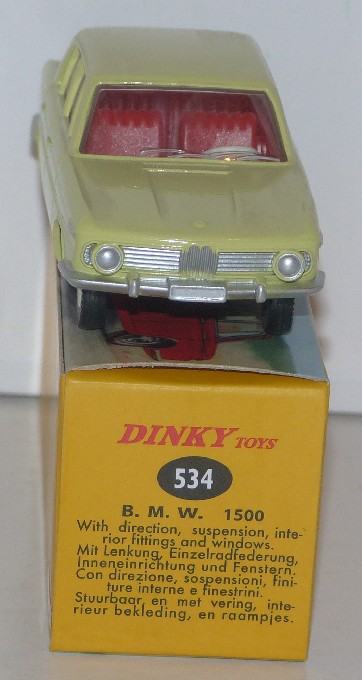 DINKY TOYS
534
B. M. W. 1500
With direction, suspension, inte-
rior fittings and windows.
Mit Lenkung, Einzelradfederung,
Inneneinrichtung und Fenstern.
Con direzione, sospensioni, fini-
ture interne e finestrini.
Stuurbaar, en met vering, inte-
rieur bekleding, en raampjes.